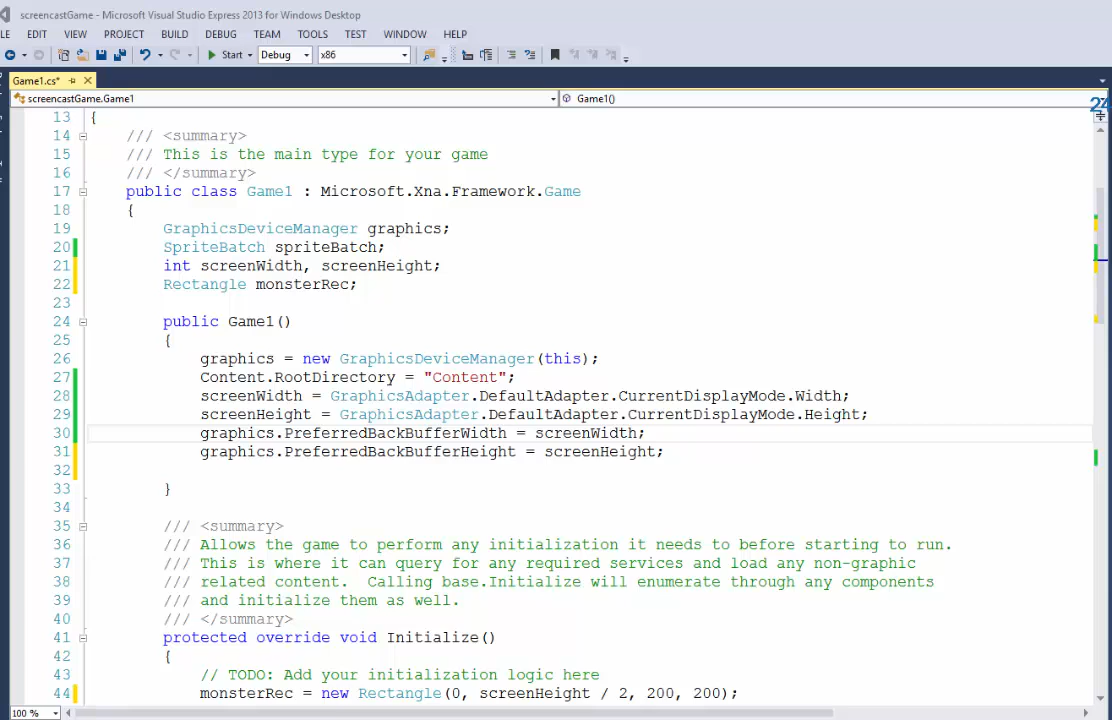 screencastGame - Microsoft Visual Studio Express 2013 for Windows Desktop
LE EDIT VIEW PROJECT BUILD DEBUG TEAM TOOLS TEST WINDOW HELP
Start Debug x86
Game1.cs*
screencastGame.Game1 Game1()
13 {
14 /// <summary>
15 /// This is the main type for your game
16 /// </summary>
17 public class Game1 : Microsoft.Xna.Framework.Game
18 {
19 GraphicsDeviceManager graphics;
20 SpriteBatch spriteBatch;
21 int screenWidth, screenHeight;
22 Rectangle monsterRec;
23
24 public Game1()
25 {
26 graphics = new GraphicsDeviceManager(this);
27 Content.RootDirectory = "Content";
28 screenWidth = GraphicsAdapter.DefaultAdapter.CurrentDisplayMode.Width;
29 screenHeight = GraphicsAdapter.DefaultAdapter.CurrentDisplayMode.Height;
30 graphics.PreferredBackBufferWidth = screenWidth;
31 graphics.PreferredBackBufferHeight = screenHeight;
32
33 }
34
35 /// <summary>
36 /// Allows the game to perform any initialization it needs to before starting to run.
37 /// This is where it can query for any required services and load any non-graphic
38 /// related content.  Calling base.Initialize will enumerate through any components
39 /// and initialize them as well.
40 /// </summary>
41 protected override void Initialize()
42 {
43 // TODO: Add your initialization logic here
44 monsterRec = new Rectangle(0, screenHeight / 2, 200, 200);
100 %